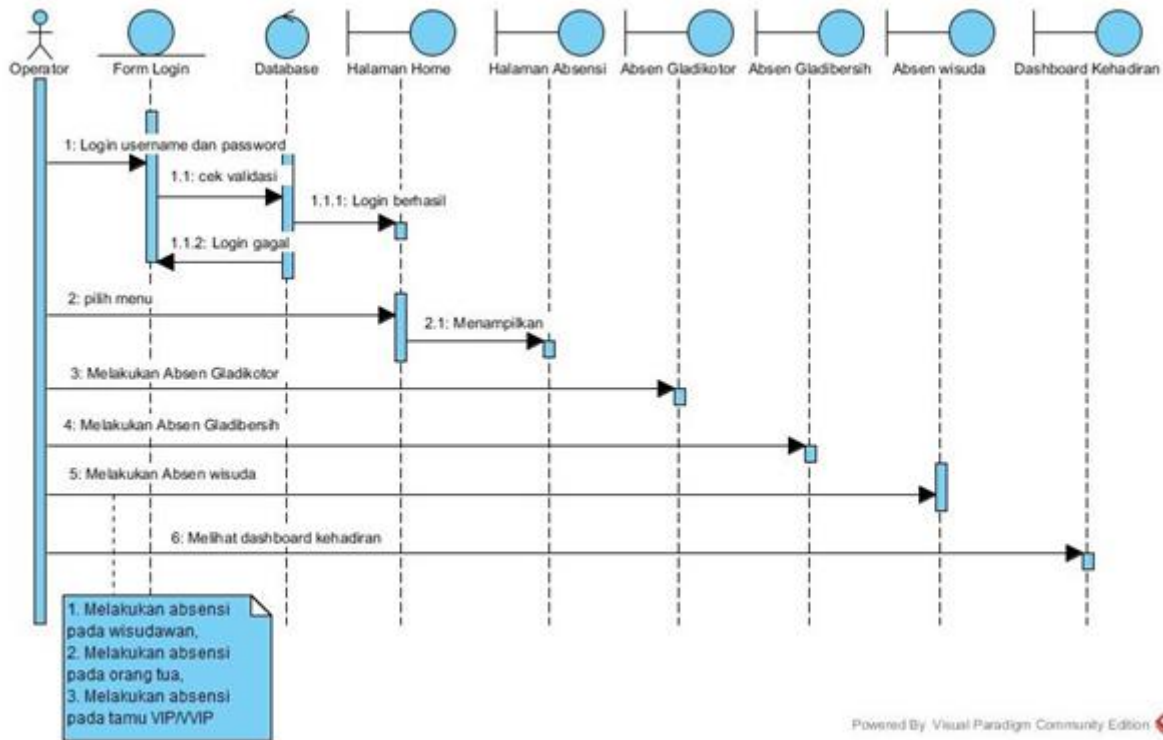 Operator
Form Login
Database
Halaman Home
Halaman Absensi
Absen Gladikotor
Absen Gladibersih
Absen wisuda
Dashboard Kehadiran
1: Login username dan password
1.1: cek validasi
1.1.1: Login berhasil
1.1.2: Login gagal
2: pilih menu
2.1: Menampilkan
3: Melakukan Absen Gladikotor
4: Melakukan Absen Gladibersih
5: Melakukan Absen wisuda
6: Melihat dashboard kehadiran
1. Melakukan absensi
pada wisudawan,
2. Melakukan absensi
pada orang tua,
3. Melakukan absensi
pada tamu VIP/VVIP
Powered By Visual Paradigm Community Edition